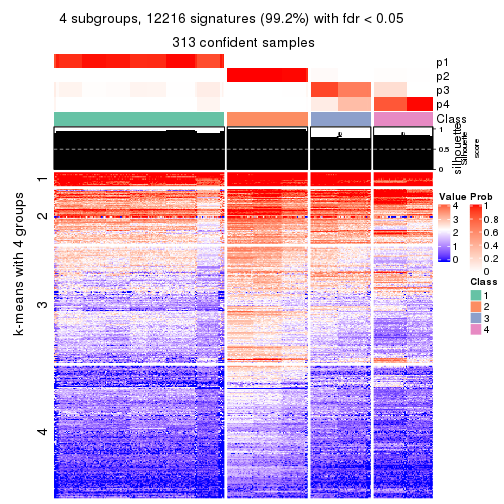 4 subgroups, 12216 signatures (99.2%) with fdr < 0.05
313 confident samples
p1
p2
p3
p4
Class
silhouette
Silhouette
score
1
0.5
0
k-means with 4 groups
1
2
3
4
Value
4
3
2
1
0
Prob
1
0.8
0.6
0.4
0.2
0
Class
1
2
3
4